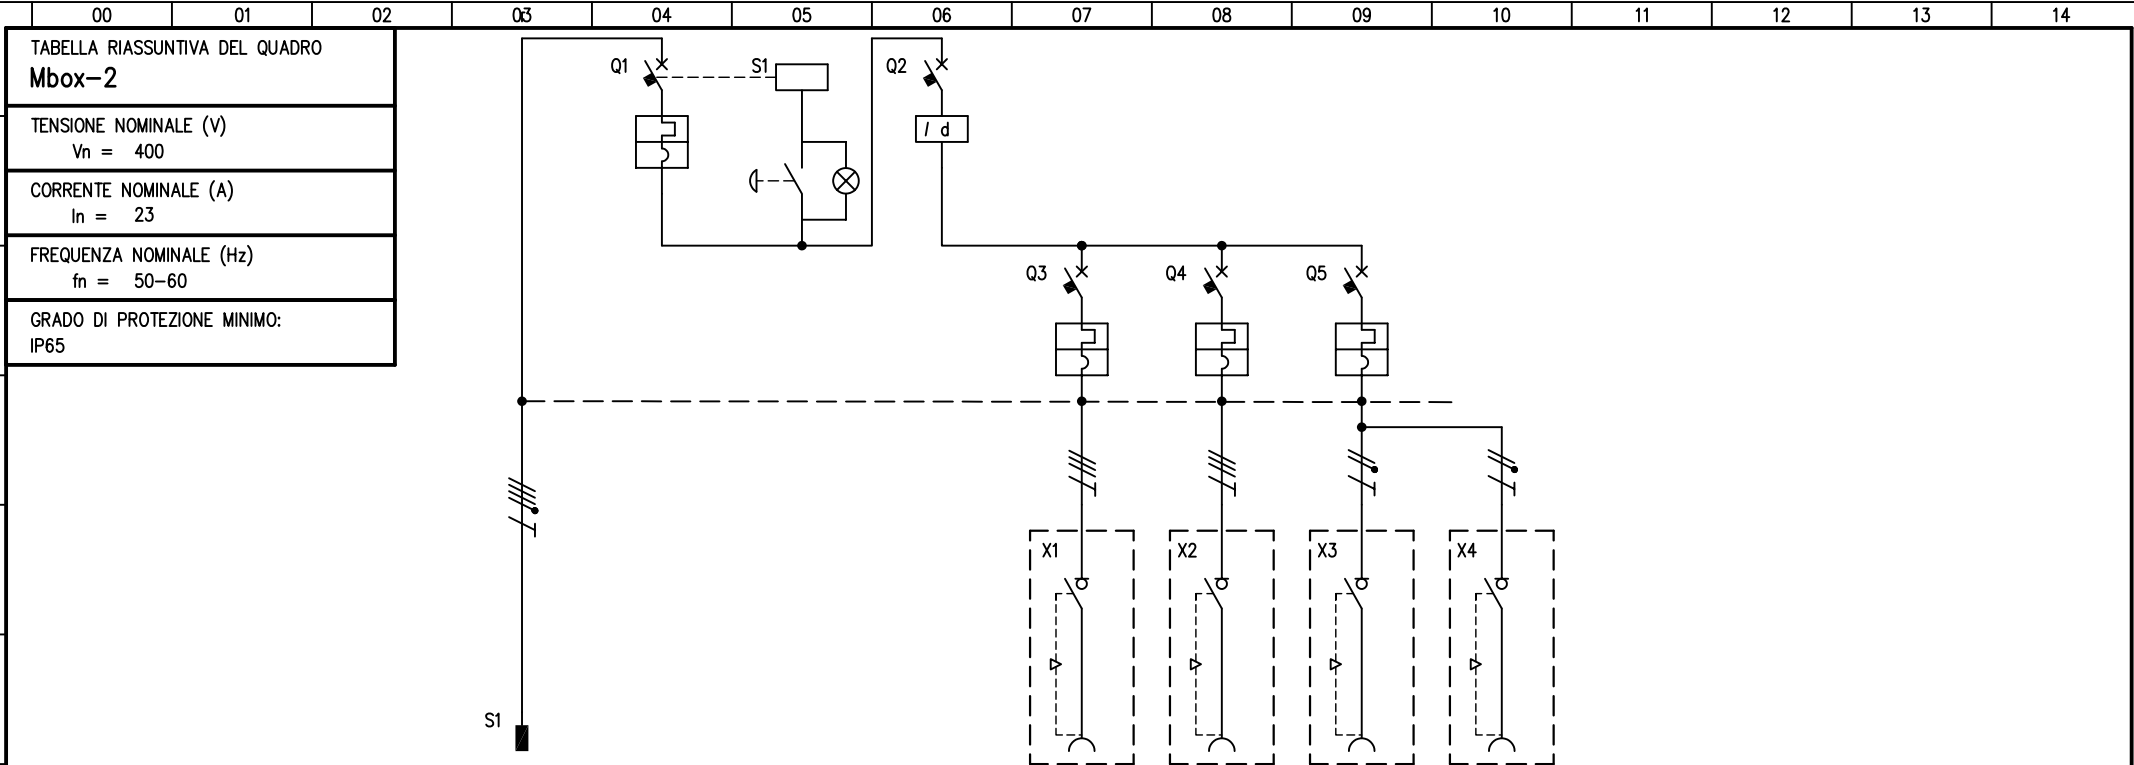 00 01 02 03 04 05 06 07 08 09 10 11 12 13 14
TABELLA RIASSUNTIVA DEL QUADRO
Mbox-2
TENSIONE NOMINALE (V)
Vn = 400
CORRENTE NOMINALE (A)
In = 23
FREQUENZA NOMINALE (Hz)
fn = 50-60
GRADO DI PROTEZIONE MINIMO:
IP65
Q1 S1 Q2
I d
Q3 Q4 Q5
X1 X2 X3 X4
S1